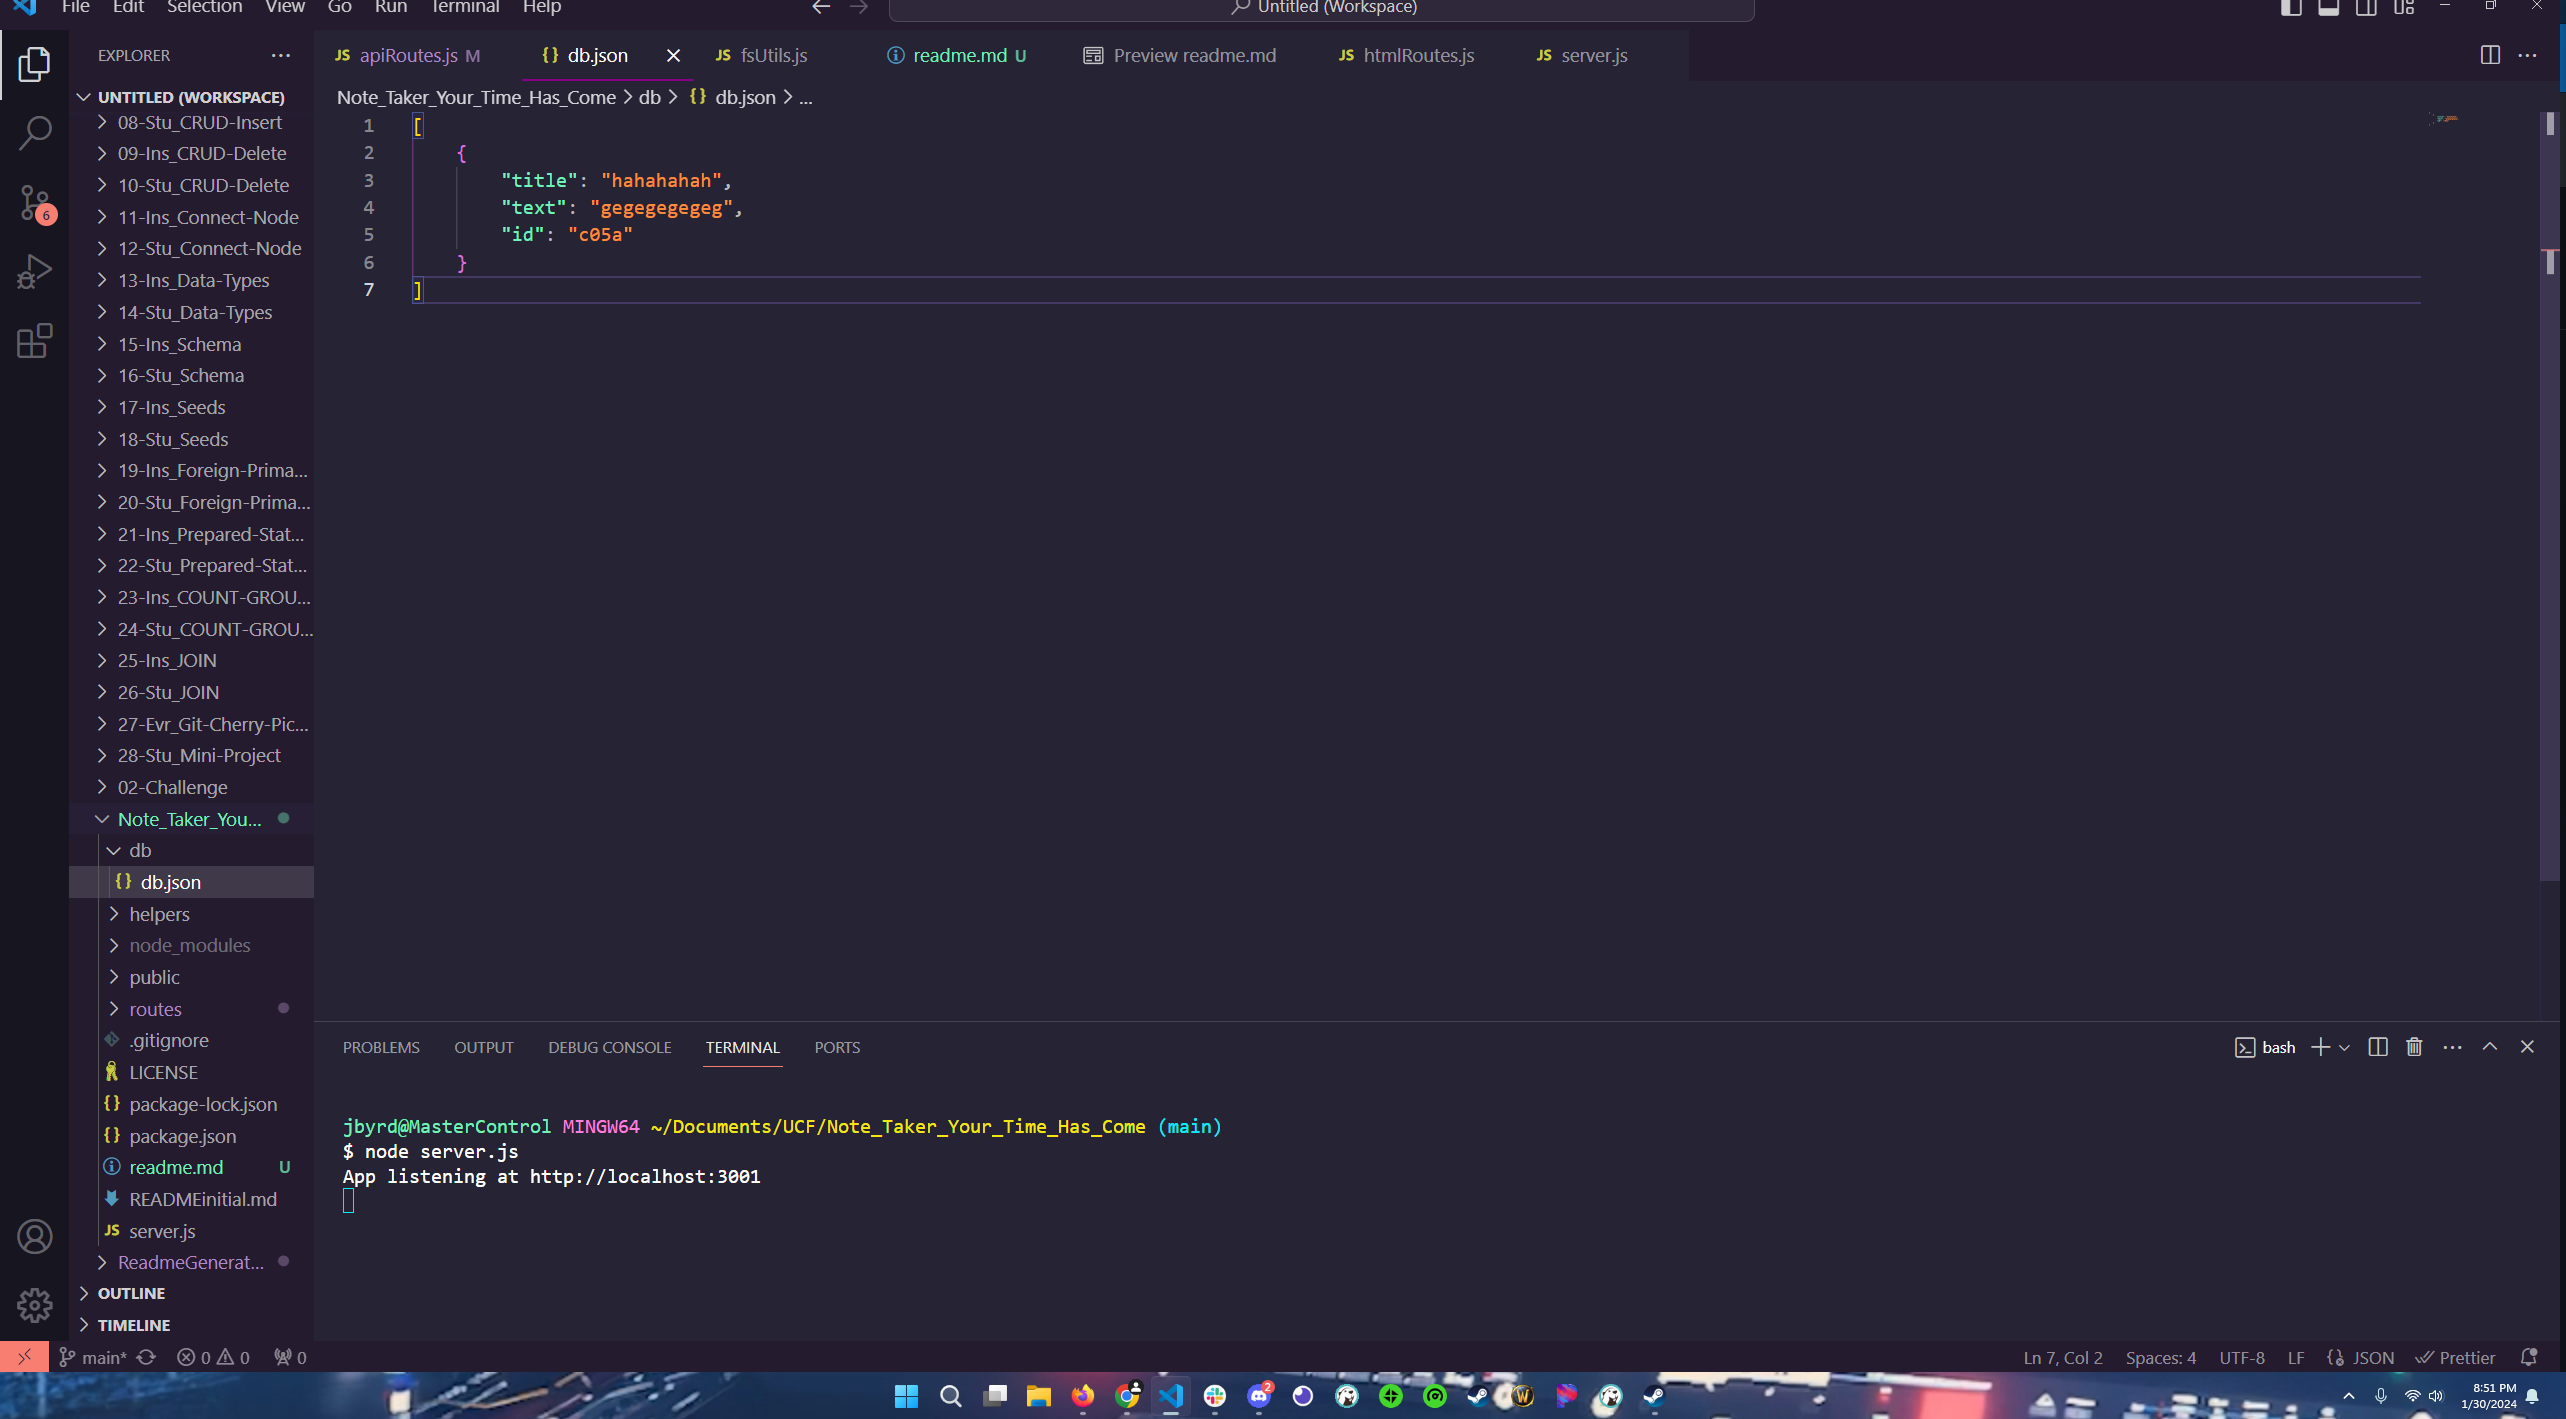 File Edit Selection View Go Run Terminal Help
Untitled (Workspace)
EXPLORER
JS apiRoutes.js M
{} db.json
JS fsUtils.js
readme.md U
Preview readme.md
JS htmlRoutes.js
JS server.js
UNTITLED (WORKSPACE)
08-Stu_CRUD-Insert
09-Ins_CRUD-Delete
10-Stu_CRUD-Delete
11-Ins_Connect-Node
12-Stu_Connect-Node
13-Ins_Data-Types
14-Stu_Data-Types
15-Ins_Schema
16-Stu_Schema
17-Ins_Seeds
18-Stu_Seeds
19-Ins_Foreign-Prima...
20-Stu_Foreign-Prima...
21-Ins_Prepared-Stat...
22-Stu_Prepared-Stat...
23-Ins_COUNT-GROU...
24-Stu_COUNT-GROU...
25-Ins_JOIN
26-Stu_JOIN
27-Evr_Git-Cherry-Pic...
28-Stu_Mini-Project
02-Challenge
Note_Taker_You...
db
{} db.json
helpers
node_modules
public
routes
.gitignore
LICENSE
{} package-lock.json
{} package.json
readme.md U
READMEinitial.md
JS server.js
ReadmeGenerat...
OUTLINE
TIMELINE
Note_Taker_Your_Time_Has_Come > db > {} db.json > ...
1 [
2 {
3 "title": "hahahahah",
4 "text": "gegegegegeg",
5 "id": "c05a"
6 }
7 ]
PROBLEMS OUTPUT DEBUG CONSOLE TERMINAL PORTS
bash
jbyrd@MasterControl MINGW64 ~/Documents/UCF/Note_Taker_Your_Time_Has_Come (main)
$ node server.js
App listening at http://localhost:3001
6
main* 0 0 0
Ln 7, Col 2 Spaces: 4 UTF-8 LF {} JSON Prettier
2
W
8:51 PM
1/30/2024